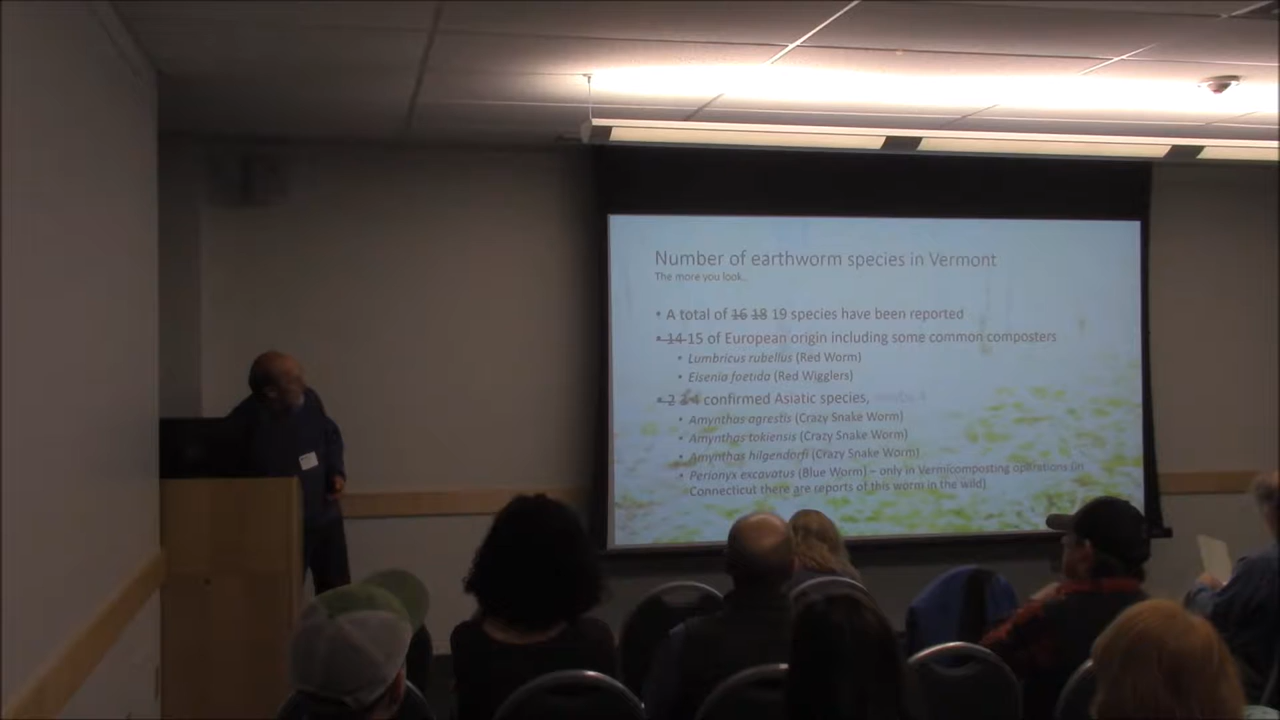 Number of earthworm species in Vermont
The more you look...
• A total of 16 18 19 species have been reported
• 14 15 of European origin including some common composters
• Lumbricus rubellus (Red Worm)
• Eisenia foetida (Red Wigglers)
• 2 3 4 confirmed Asiatic species,
• Amynthas agrestis (Crazy Snake Worm)
• Amynthas tokiensis (Crazy Snake Worm)
• Amynthas hilgendorfi (Crazy Snake Worm)
• Perionyx excavatus (Blue Worm) – only in Vermicomposting operations (in
Connecticut there are reports of this worm in the wild)